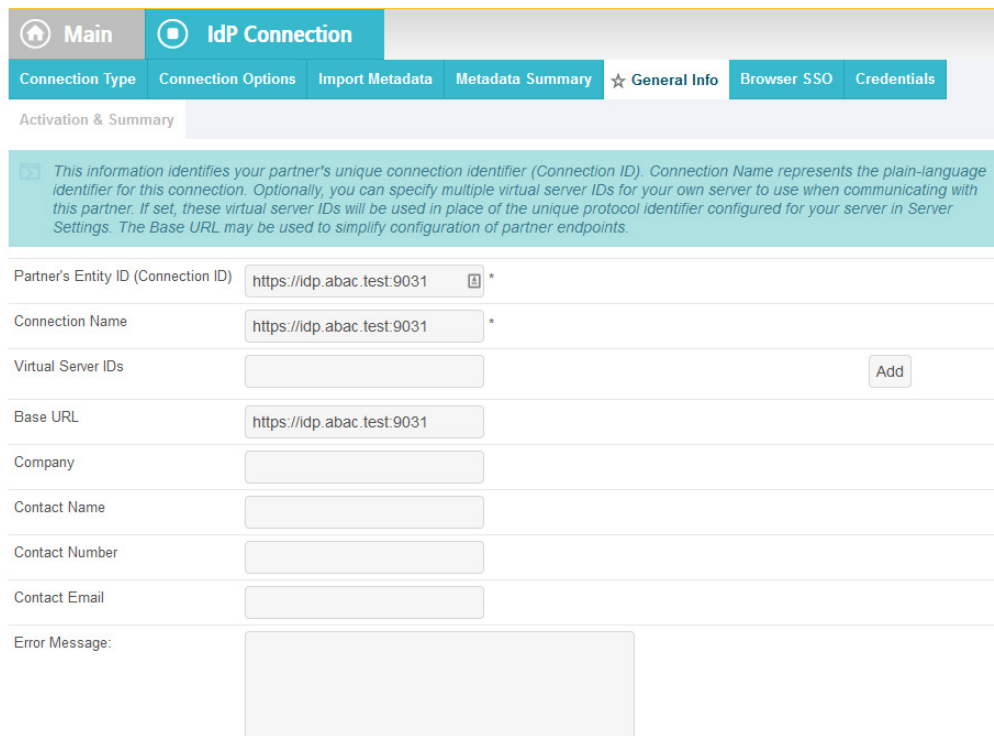 Main IdP Connection
Connection Type Connection Options Import Metadata Metadata Summary General Info Browser SSO Credentials
Activation & Summary
This information identifies your partner's unique connection identifier (Connection ID). Connection Name represents the plain-language
identifier for this connection. Optionally, you can specify multiple virtual server IDs for your own server to use when communicating with
this partner. If set, these virtual server IDs will be used in place of the unique protocol identifier configured for your server in Server
Settings. The Base URL may be used to simplify configuration of partner endpoints.
Partner's Entity ID (Connection ID) https://idp.abac.test:9031 *
Connection Name https://idp.abac.test:9031 *
Virtual Server IDs Add
Base URL https://idp.abac.test:9031
Company
Contact Name
Contact Number
Contact Email
Error Message: